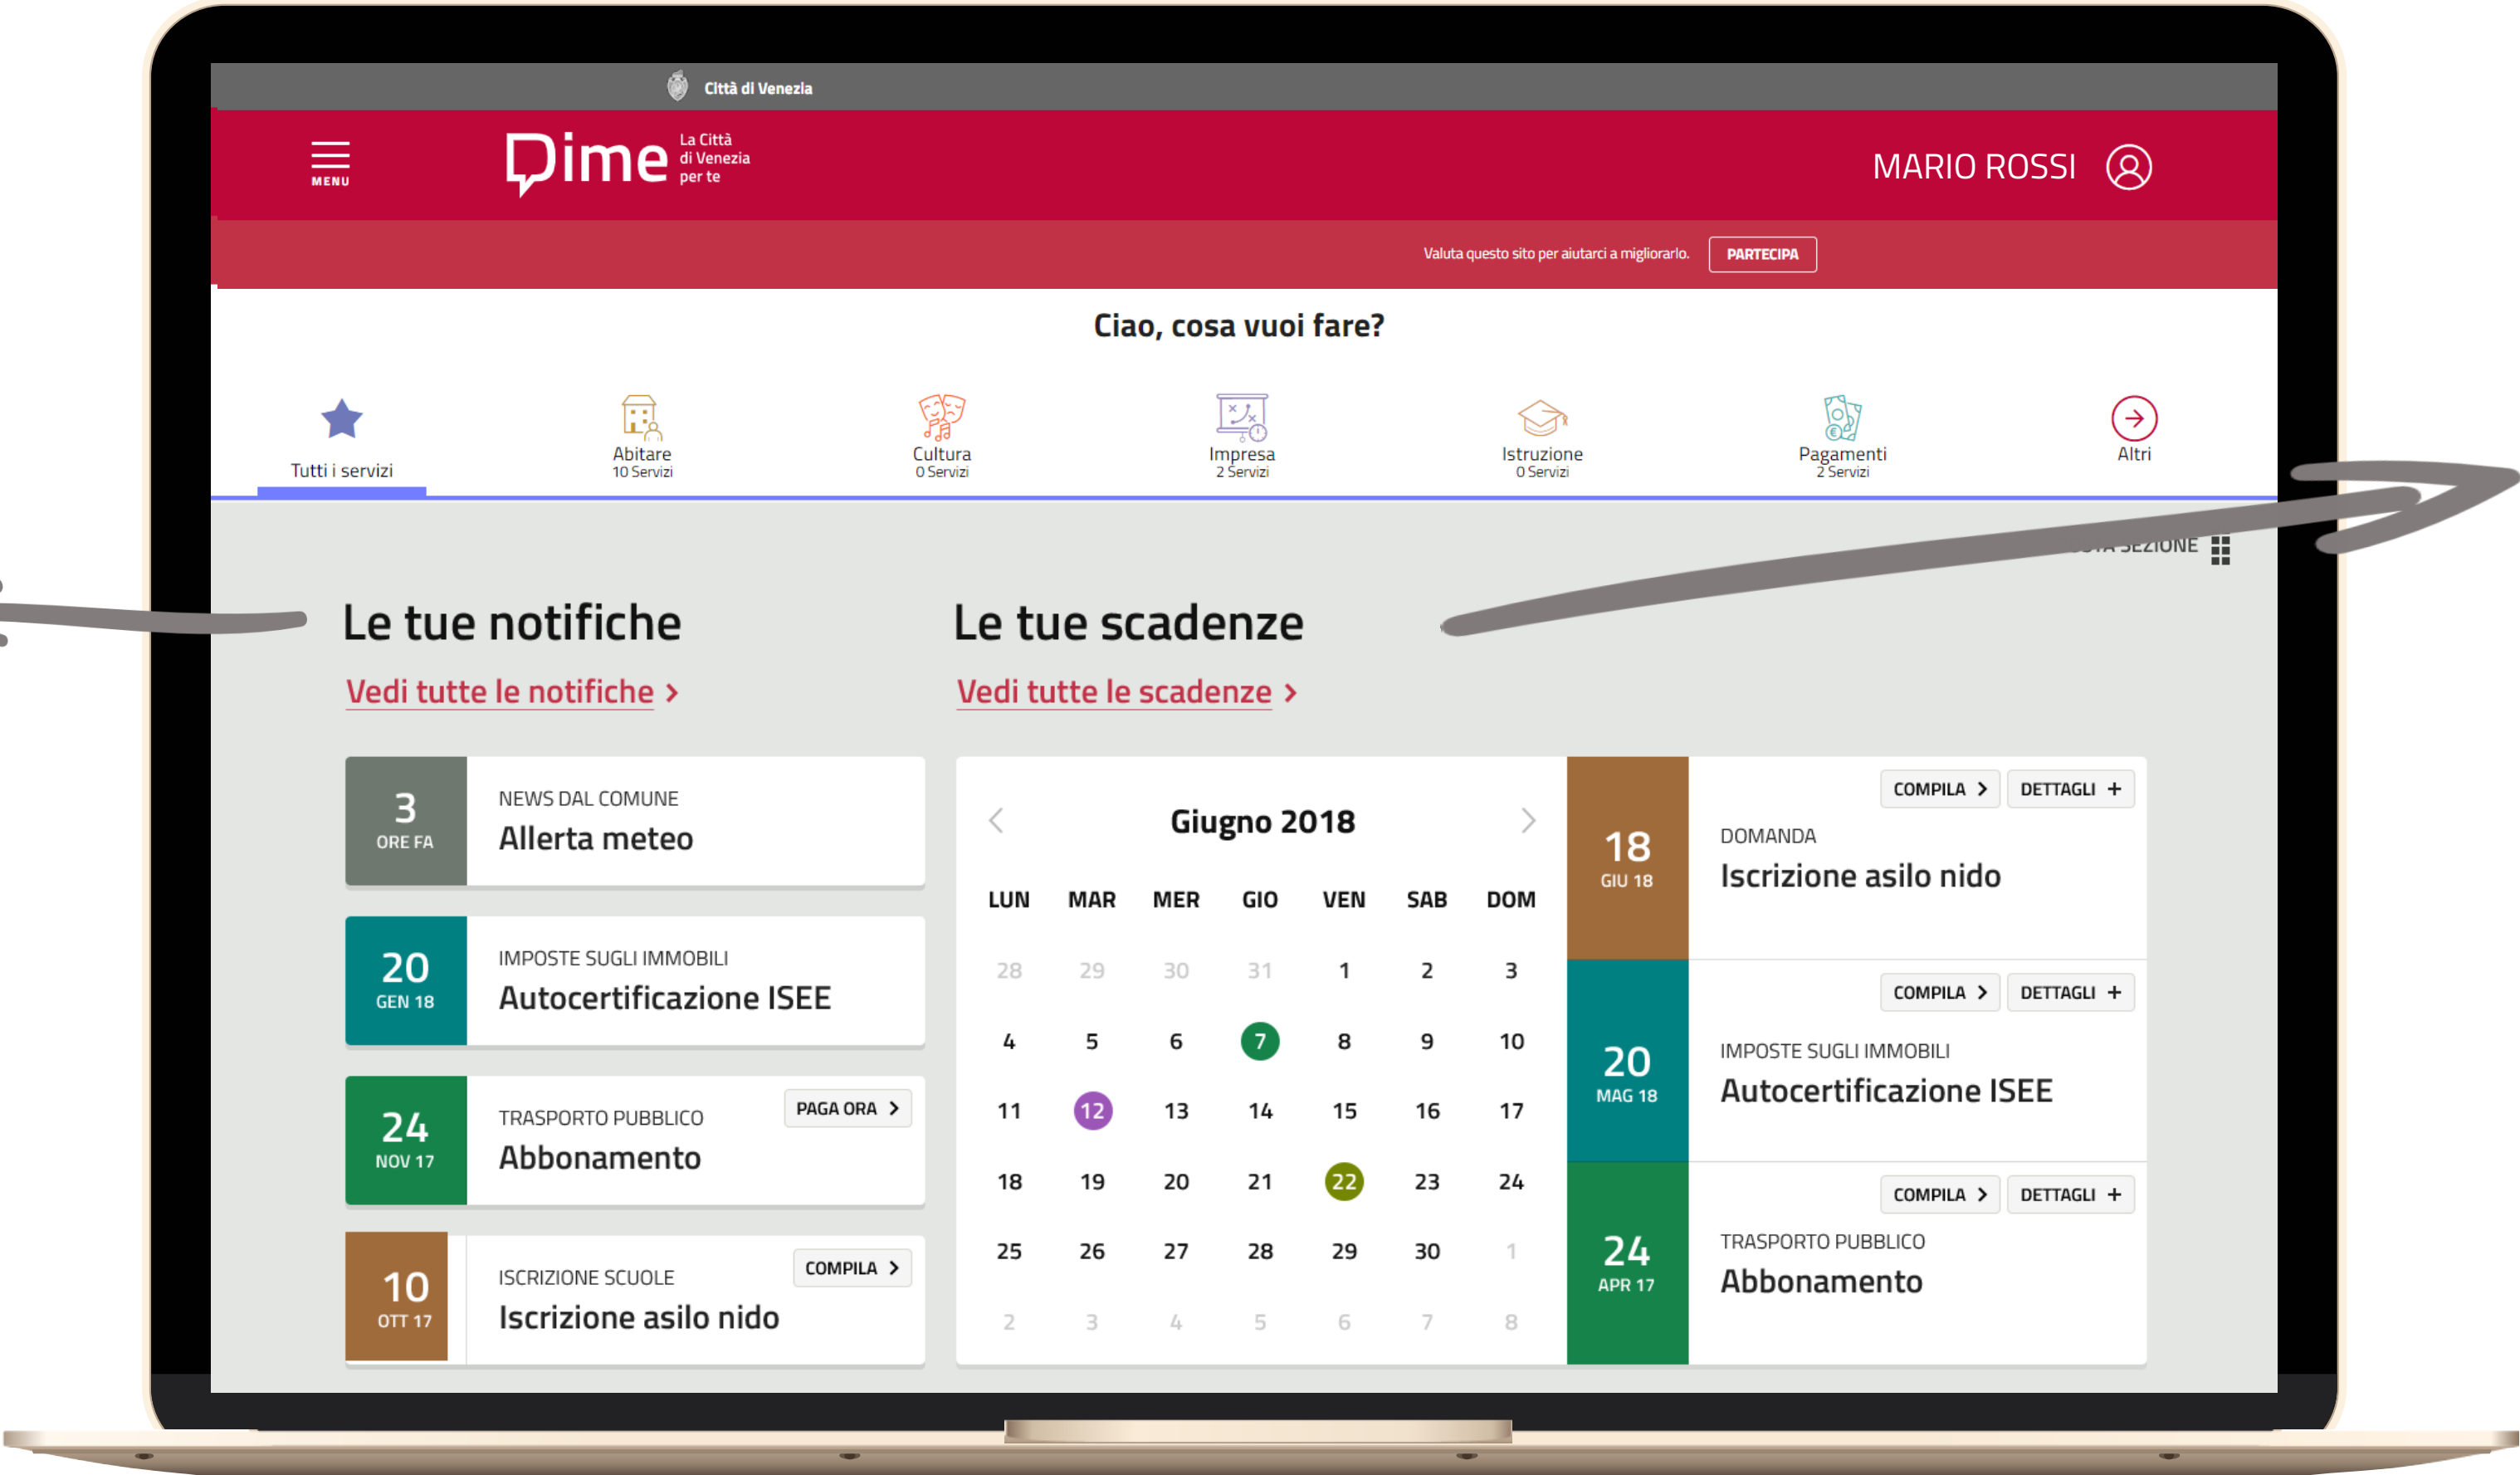 Città di Venezia
MENU
Dime
La Città
di Venezia
per te
MARIO ROSSI
Valuta questo sito per aiutarci a migliorarlo.
PARTECIPA
Ciao, cosa vuoi fare?
Tutti i servizi
Abitare
10 Servizi
Cultura
0 Servizi
Impresa
2 Servizi
Istruzione
0 Servizi
Pagamenti
2 Servizi
Altri
SEZIONE
Le tue notifiche
Vedi tutte le notifiche
3
ORE FA
NEWS DAL COMUNE
Allerta meteo
20
GEN 18
IMPOSTE SUGLI IMMOBILI
Autocertificazione ISEE
24
NOV 17
TRASPORTO PUBBLICO
Abbonamento
PAGA ORA
10
OTT 17
ISCRIZIONE SCUOLE
Iscrizione asilo nido
COMPILA
Le tue scadenze
Vedi tutte le scadenze
Giugno 2018
LUN MAR MER GIO VEN SAB DOM
28 29 30 31 1 2 3
4 5 6 7 8 9 10
11 12 13 14 15 16 17
18 19 20 21 22 23 24
25 26 27 28 29 30 1
2 3 4 5 6 7 8
18
GIU 18
COMPILA
DETTAGLI +
DOMANDA
Iscrizione asilo nido
20
MAG 18
COMPILA
DETTAGLI +
IMPOSTE SUGLI IMMOBILI
Autocertificazione ISEE
24
APR 17
COMPILA
DETTAGLI +
TRASPORTO PUBBLICO
Abbonamento